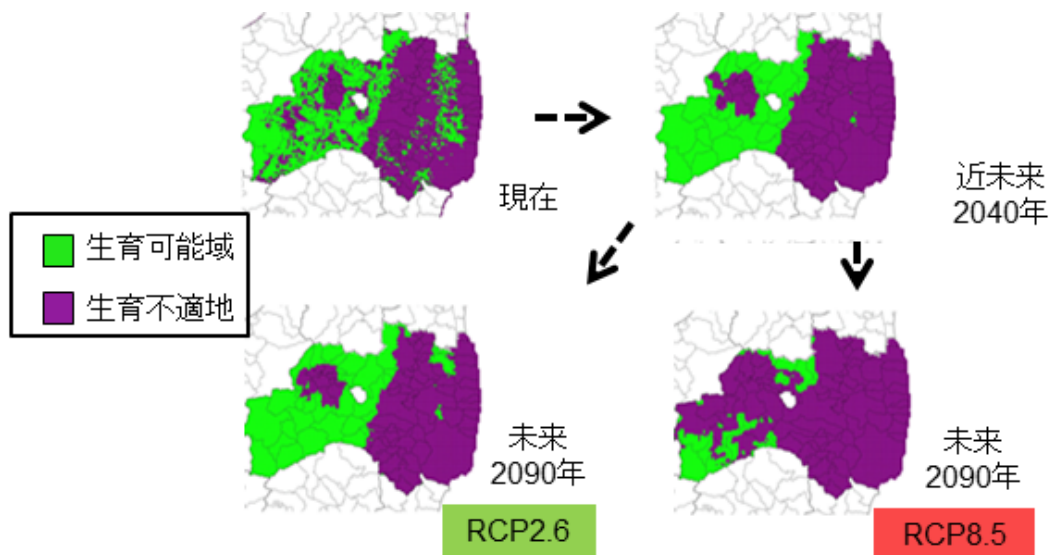 現在
近未来
2040年
生育可能域
生育不適地
未来
2090年
RCP2.6
未来
2090年
RCP8.5